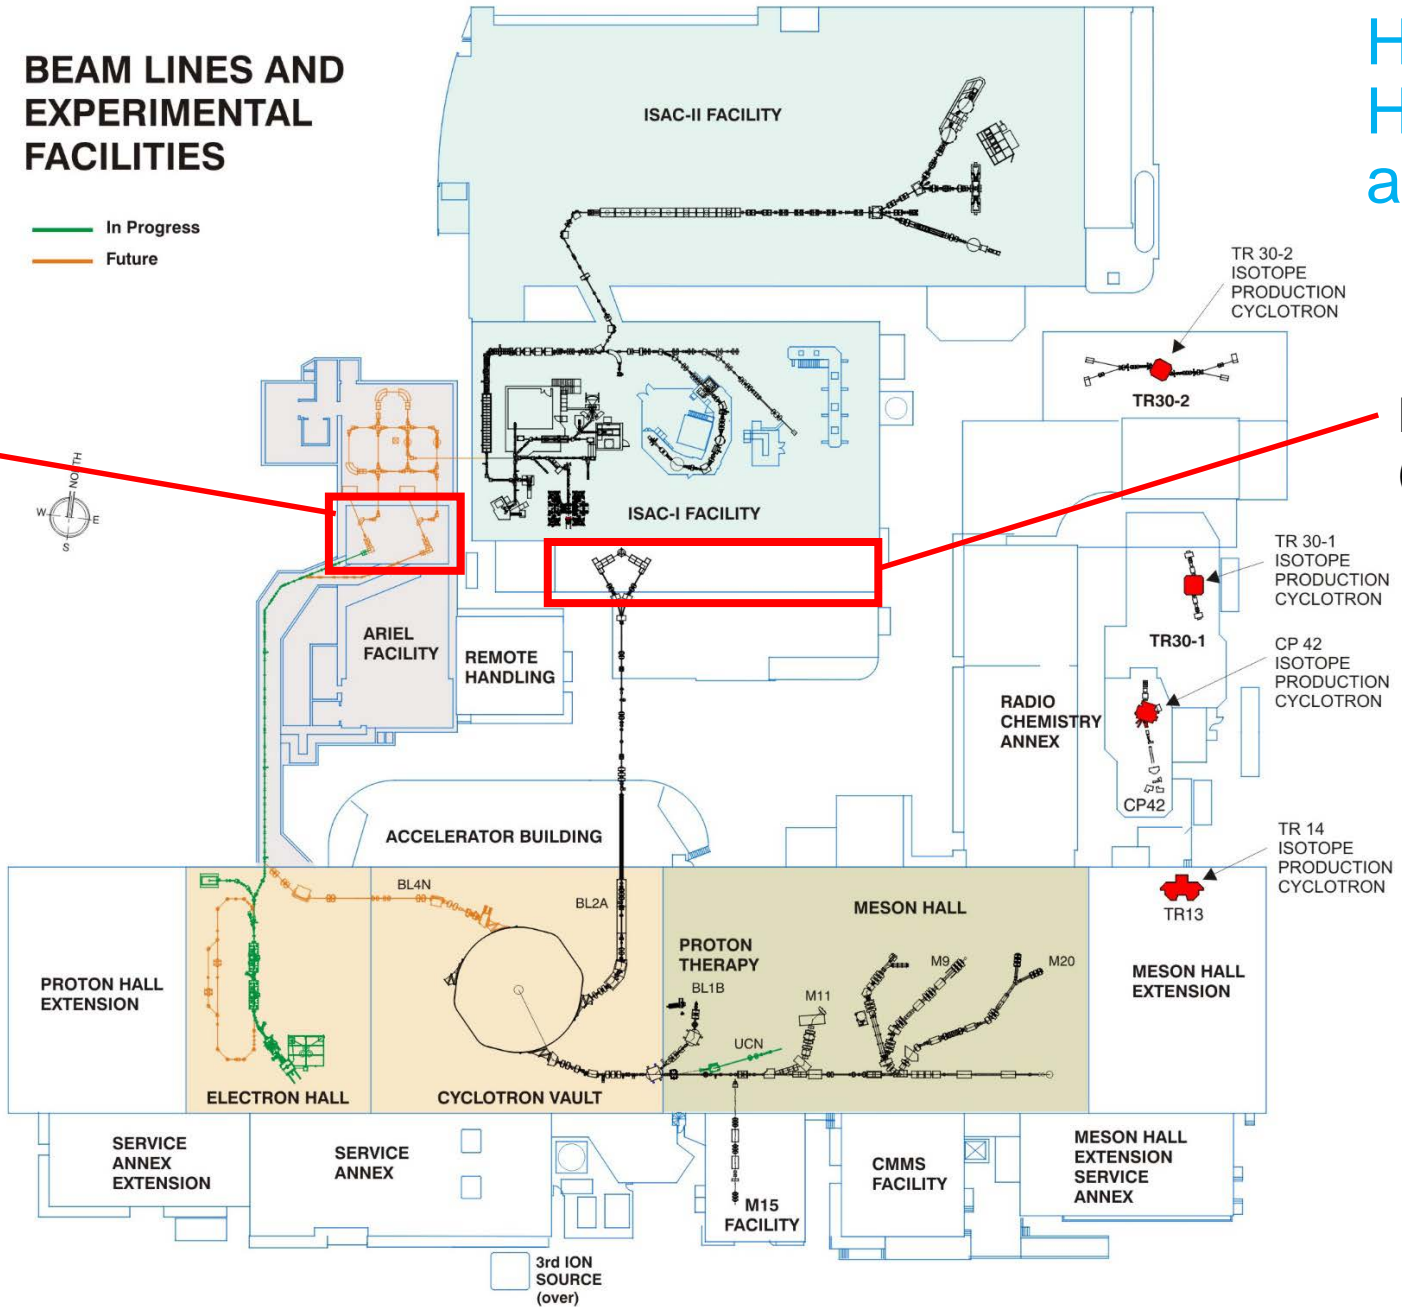 BEAM LINES AND
EXPERIMENTAL
FACILITIES
In Progress
Future
NORTH
W
E
S
ISAC-II FACILITY
TR 30-2
ISOTOPE
PRODUCTION
CYCLOTRON
TR30-2
ISAC-I FACILITY
TR 30-1
ISOTOPE
PRODUCTION
CYCLOTRON
TR30-1
CP 42
ISOTOPE
PRODUCTION
CYCLOTRON
CP42
ARIEL
FACILITY
REMOTE
HANDLING
RADIO
CHEMISTRY
ANNEX
ACCELERATOR BUILDING
TR 14
ISOTOPE
PRODUCTION
CYCLOTRON
TR13
BL4N
BL2A
MESON HALL
PROTON
THERAPY
BL1B
M9
M20
M11
UCN
PROTON HALL
EXTENSION
MESON HALL
EXTENSION
ELECTRON HALL
CYCLOTRON VAULT
SERVICE
ANNEX
EXTENSION
SERVICE
ANNEX
M15
FACILITY
CMMS
FACILITY
MESON HALL
EXTENSION
SERVICE
ANNEX
3rd ION
SOURCE
(over)